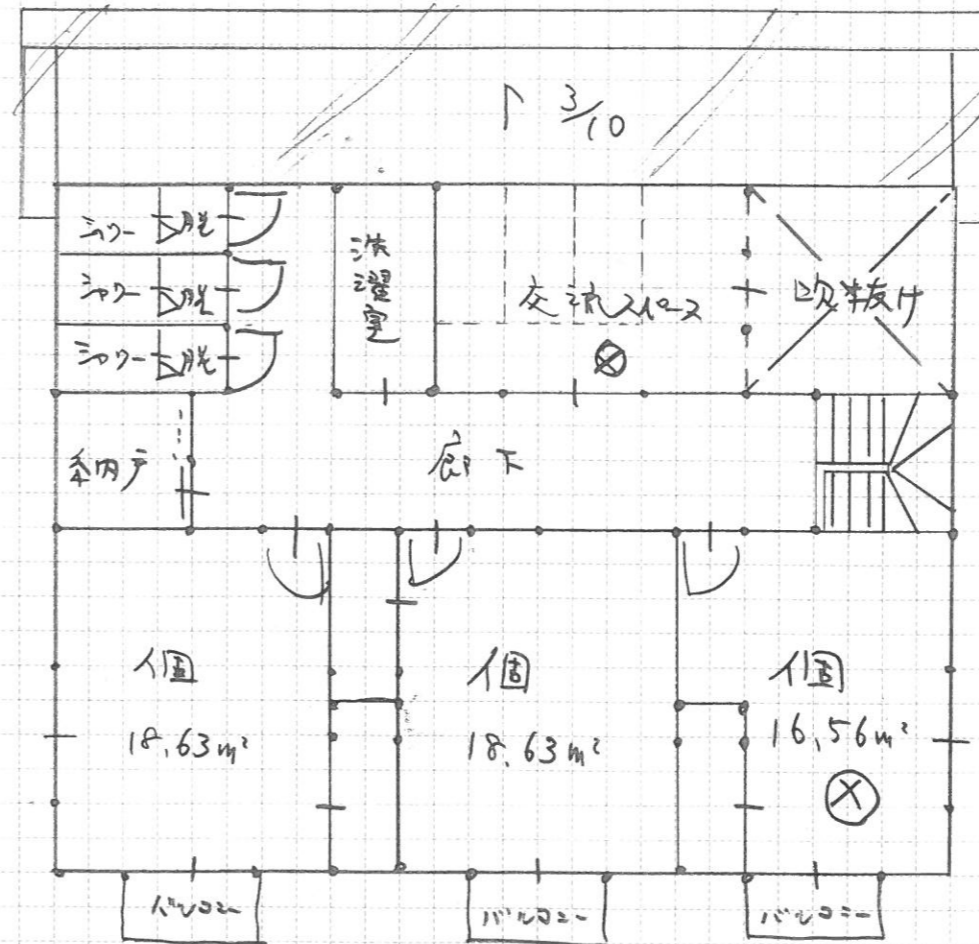 3/10
シャワー 脱
シャワー 脱
シャワー 脱
洗濯室
交流スペース
吹抜け
納戸
廊下
個
18.63m²
個
18.63m²
個
16.56m²
バルコニー
バルコニー
バルコニー